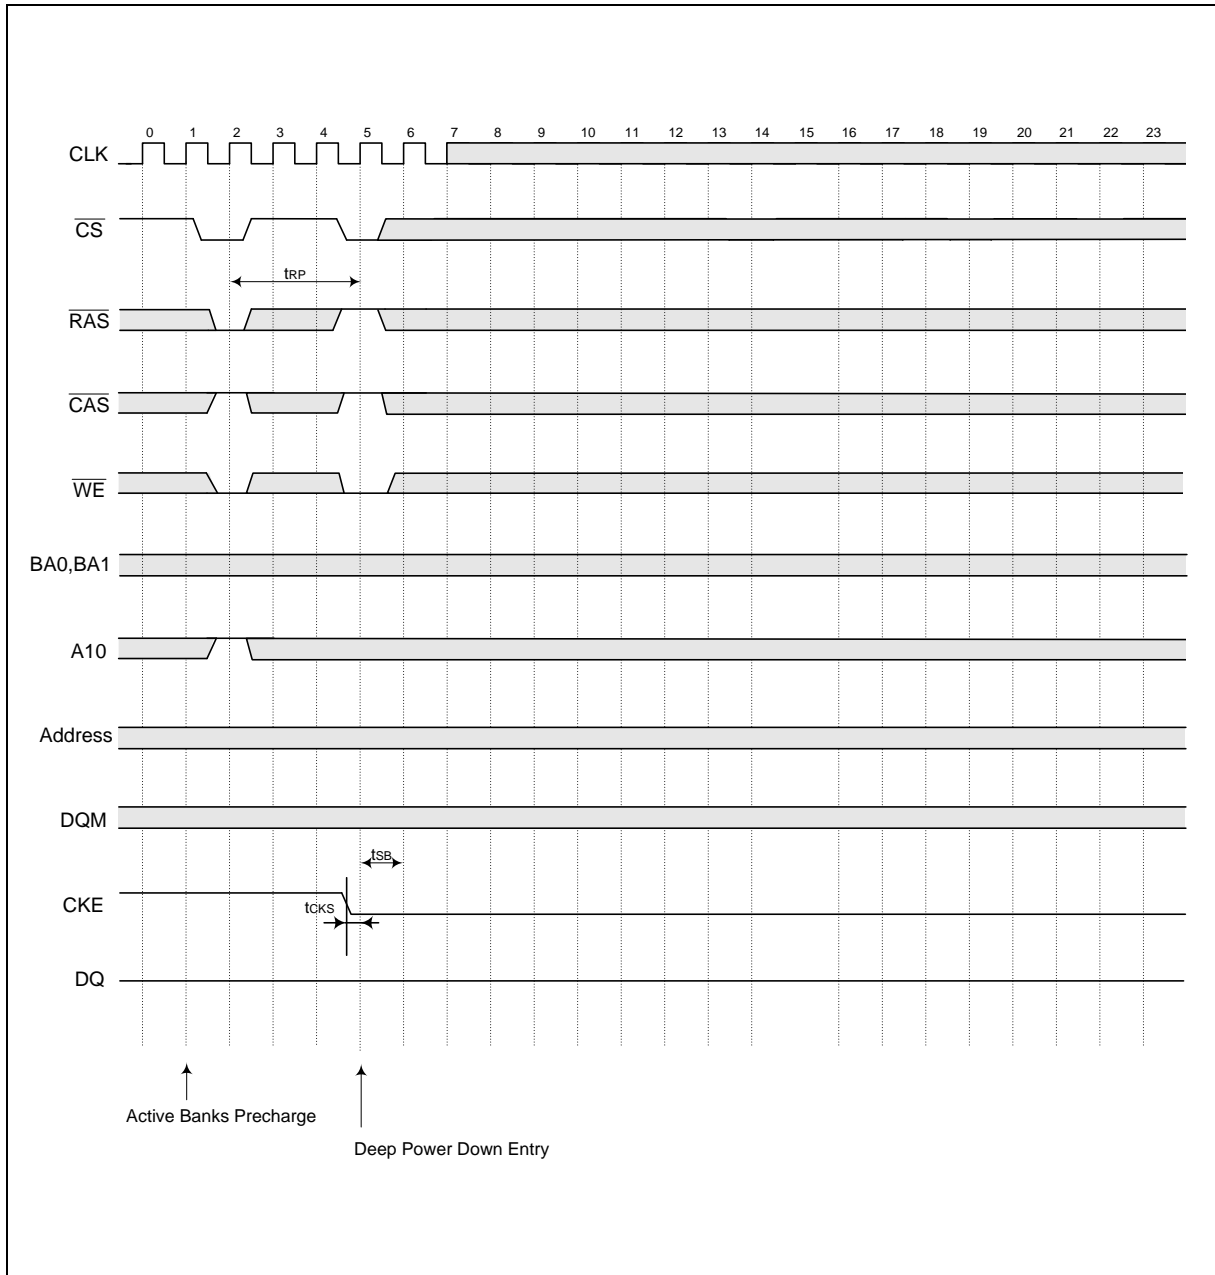 0 1 2 3 4 5 6 7 8 9 10 11 12 13 14 15 16 17 18 19 20 21 22 23
CLK
CS
tRP
RAS
CAS
WE
BA0,BA1
A10
Address
DQM
tSB
CKE
tCKS
DQ
Active Banks Precharge
Deep Power Down Entry